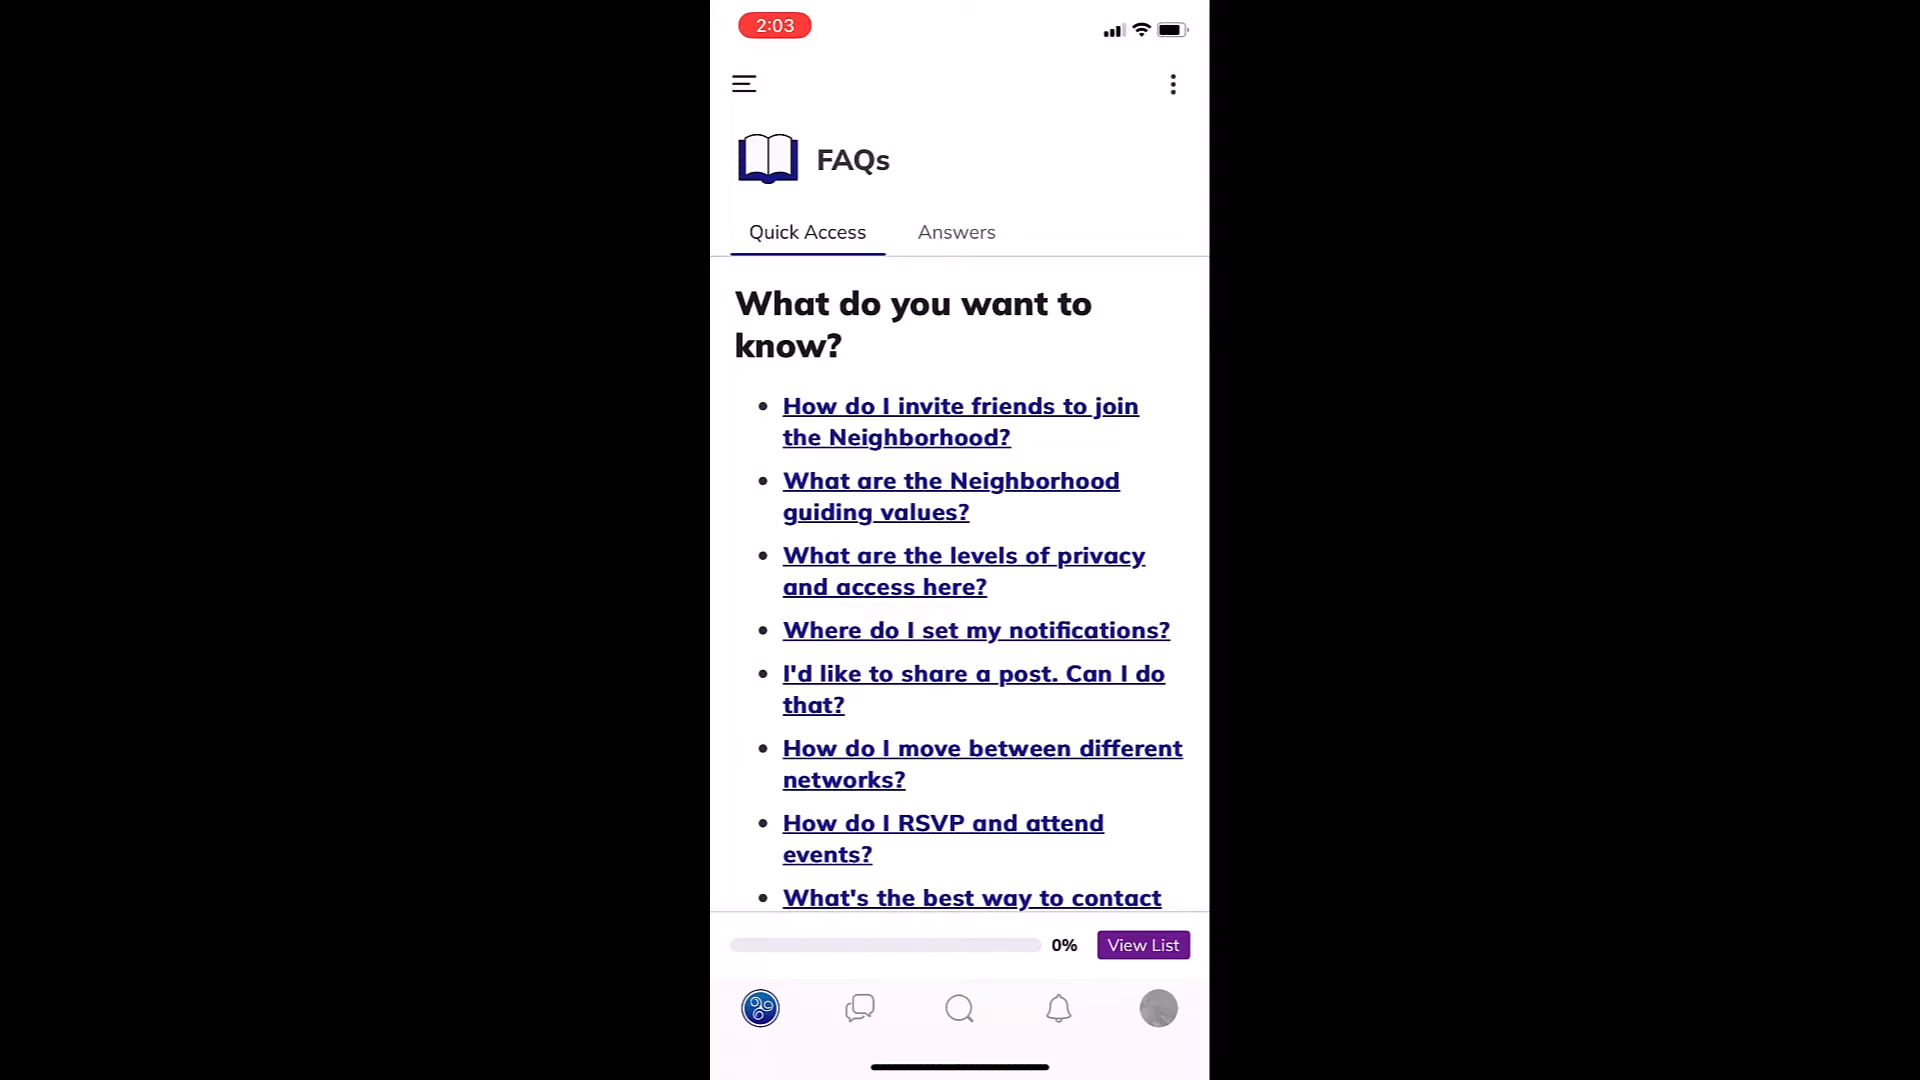 2:03
FAQs
Quick Access
Answers
What do you want to
know?
How do I invite friends to join
the Neighborhood?
What are the Neighborhood
guiding values?
What are the levels of privacy
and access here?
Where do I set my notifications?
I'd like to share a post. Can I do
that?
How do I move between different
networks?
How do I RSVP and attend
events?
What's the best way to contact
0%
View List